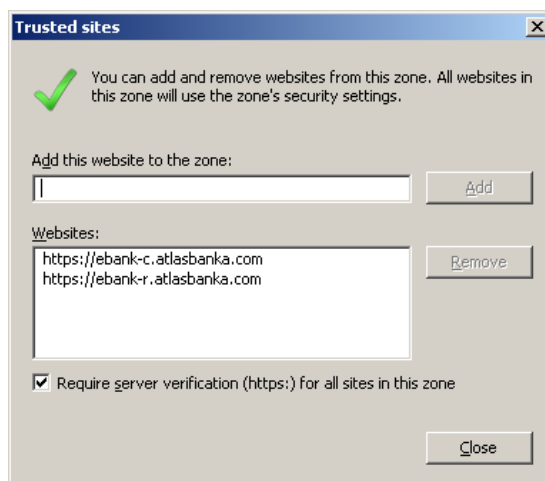 Trusted sites
You can add and remove websites from this zone. All websites in
this zone will use the zone's security settings.
Add this website to the zone:
Add
Websites:
https://ebank-c.atlasbanka.com
https://ebank-r.atlasbanka.com
Remove
Require server verification (https:) for all sites in this zone
Close